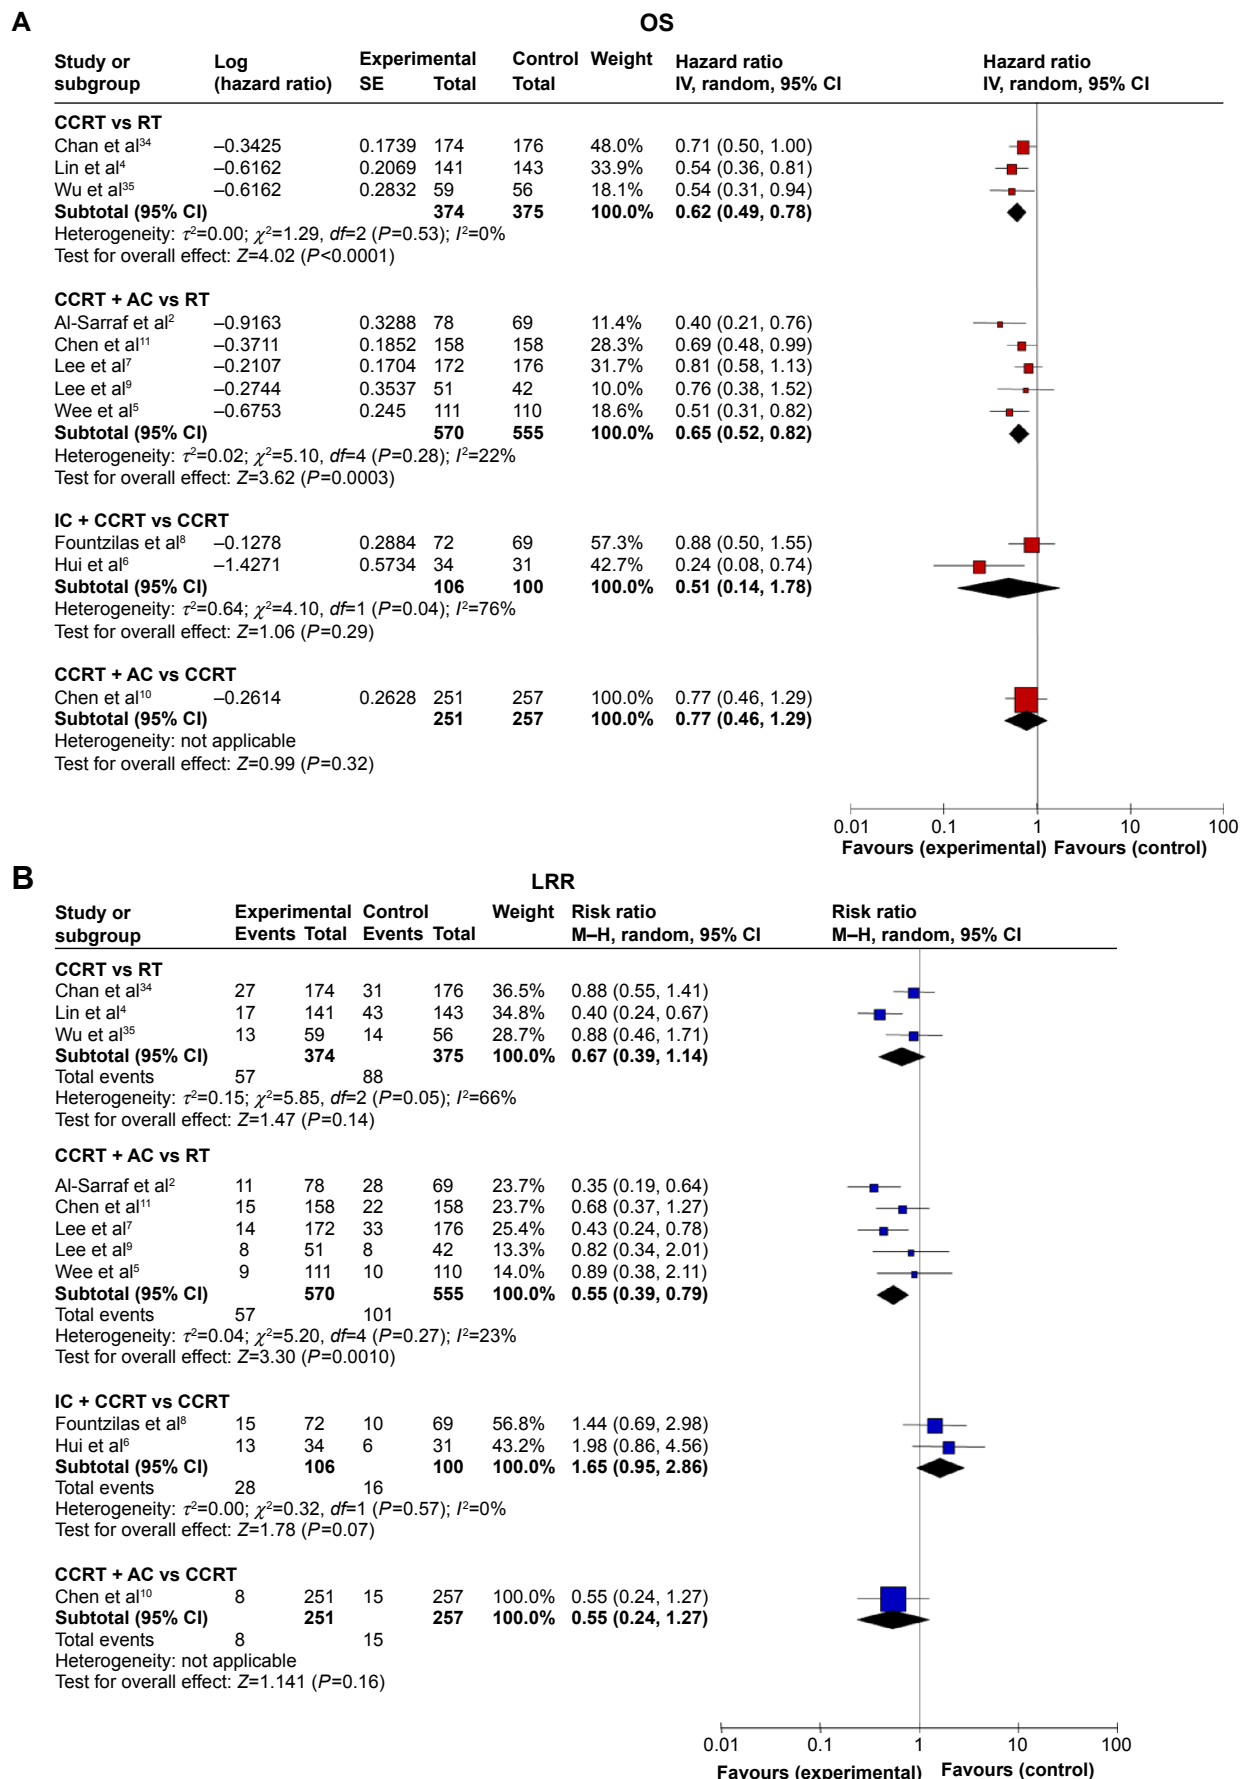 A
OS
Study or subgroup Log (hazard ratio) Experimental SE Total Control Total Weight Hazard ratio IV, random, 95% CI Hazard ratio IV, random, 95% CI
CCRT vs RT
Chan et al34 –0.3425 0.1739 174 176 48.0% 0.71 (0.50, 1.00)
Lin et al4 –0.6162 0.2069 141 143 33.9% 0.54 (0.36, 0.81)
Wu et al35 –0.6162 0.2832 59 56 18.1% 0.54 (0.31, 0.94)
Subtotal (95% CI) 374 375 100.0% 0.62 (0.49, 0.78)
Heterogeneity: τ2=0.00; χ2=1.29, df=2 (P=0.53); I2=0%
Test for overall effect: Z=4.02 (P<0.0001)
CCRT + AC vs RT
Al-Sarraf et al2 –0.9163 0.3288 78 69 11.4% 0.40 (0.21, 0.76)
Chen et al11 –0.3711 0.1852 158 158 28.3% 0.69 (0.48, 0.99)
Lee et al7 –0.2107 0.1704 172 176 31.7% 0.81 (0.58, 1.13)
Lee et al9 –0.2744 0.3537 51 42 10.0% 0.76 (0.38, 1.52)
Wee et al5 –0.6753 0.245 111 110 18.6% 0.51 (0.31, 0.82)
Subtotal (95% CI) 570 555 100.0% 0.65 (0.52, 0.82)
Heterogeneity: τ2=0.02; χ2=5.10, df=4 (P=0.28); I2=22%
Test for overall effect: Z=3.62 (P=0.0003)
IC + CCRT vs CCRT
Fountzilas et al8 –0.1278 0.2884 72 69 57.3% 0.88 (0.50, 1.55)
Hui et al6 –1.4271 0.5734 34 31 42.7% 0.24 (0.08, 0.74)
Subtotal (95% CI) 106 100 100.0% 0.51 (0.14, 1.78)
Heterogeneity: τ2=0.64; χ2=4.10, df=1 (P=0.04); I2=76%
Test for overall effect: Z=1.06 (P=0.29)
CCRT + AC vs CCRT
Chen et al10 –0.2614 0.2628 251 257 100.0% 0.77 (0.46, 1.29)
Subtotal (95% CI) 251 257 100.0% 0.77 (0.46, 1.29)
Heterogeneity: not applicable
Test for overall effect: Z=0.99 (P=0.32)
0.01 0.1 1 10 100
Favours (experimental) Favours (control)
B
LRR
Study or subgroup Experimental Events Total Control Events Total Weight Risk ratio M–H, random, 95% CI Risk ratio M–H, random, 95% CI
CCRT vs RT
Chan et al34 27 174 31 176 36.5% 0.88 (0.55, 1.41)
Lin et al4 17 141 43 143 34.8% 0.40 (0.24, 0.67)
Wu et al35 13 59 14 56 28.7% 0.88 (0.46, 1.71)
Subtotal (95% CI) 374 375 100.0% 0.67 (0.39, 1.14)
Total events 57 88
Heterogeneity: τ2=0.15; χ2=5.85, df=2 (P=0.05); I2=66%
Test for overall effect: Z=1.47 (P=0.14)
CCRT + AC vs RT
Al-Sarraf et al2 11 78 28 69 23.7% 0.35 (0.19, 0.64)
Chen et al11 15 158 22 158 23.7% 0.68 (0.37, 1.27)
Lee et al7 14 172 33 176 25.4% 0.43 (0.24, 0.78)
Lee et al9 8 51 8 42 13.3% 0.82 (0.34, 2.01)
Wee et al5 9 111 10 110 14.0% 0.89 (0.38, 2.11)
Subtotal (95% CI) 570 555 100.0% 0.55 (0.39, 0.79)
Total events 57 101
Heterogeneity: τ2=0.04; χ2=5.20, df=4 (P=0.27); I2=23%
Test for overall effect: Z=3.30 (P=0.0010)
IC + CCRT vs CCRT
Fountzilas et al8 15 72 10 69 56.8% 1.44 (0.69, 2.98)
Hui et al6 13 34 6 31 43.2% 1.98 (0.86, 4.56)
Subtotal (95% CI) 106 100 100.0% 1.65 (0.95, 2.86)
Total events 28 16
Heterogeneity: τ2=0.00; χ2=0.32, df=1 (P=0.57); I2=0%
Test for overall effect: Z=1.78 (P=0.07)
CCRT + AC vs CCRT
Chen et al10 8 251 15 257 100.0% 0.55 (0.24, 1.27)
Subtotal (95% CI) 251 257 100.0% 0.55 (0.24, 1.27)
Total events 8 15
Heterogeneity: not applicable
Test for overall effect: Z=1.141 (P=0.16)
0.01 0.1 1 10 100
Favours (experimental) Favours (control)